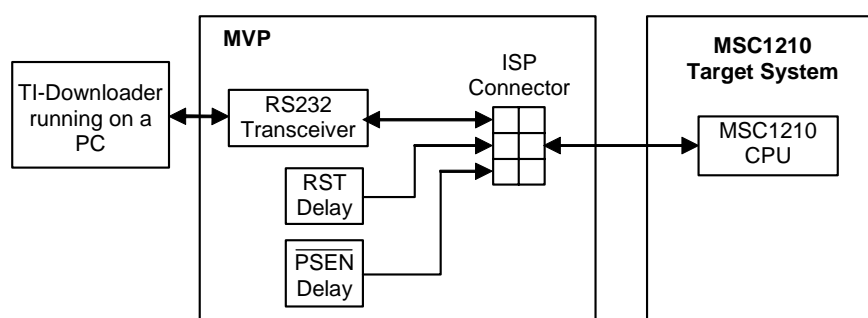 MVP
ISP
Connector
MSC1210
Target System
TI-Downloader
running on a
PC
RS232
Transceiver
MSC1210
CPU
RST
Delay
PSEN
Delay